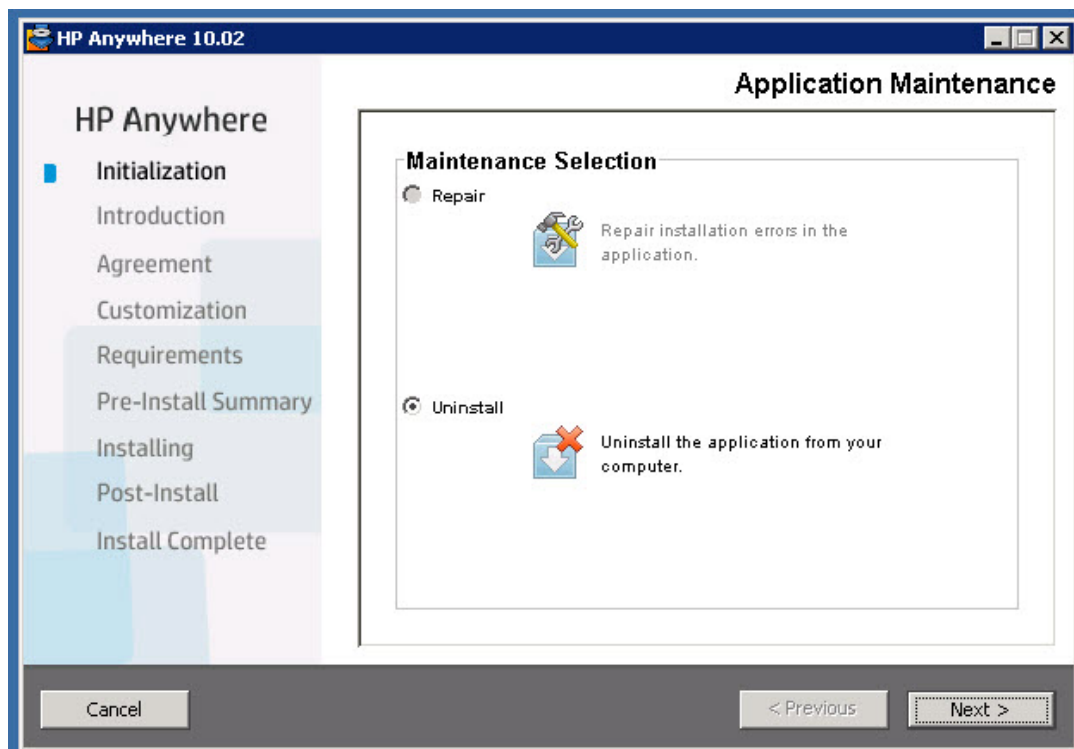 HP Anywhere 10.02
Application Maintenance
HP Anywhere
Initialization
Introduction
Agreement
Customization
Requirements
Pre-Install Summary
Installing
Post-Install
Install Complete
Maintenance Selection
Repair
Repair installation errors in the
application.
Uninstall
Uninstall the application from your
computer.
Cancel
< Previous
Next >